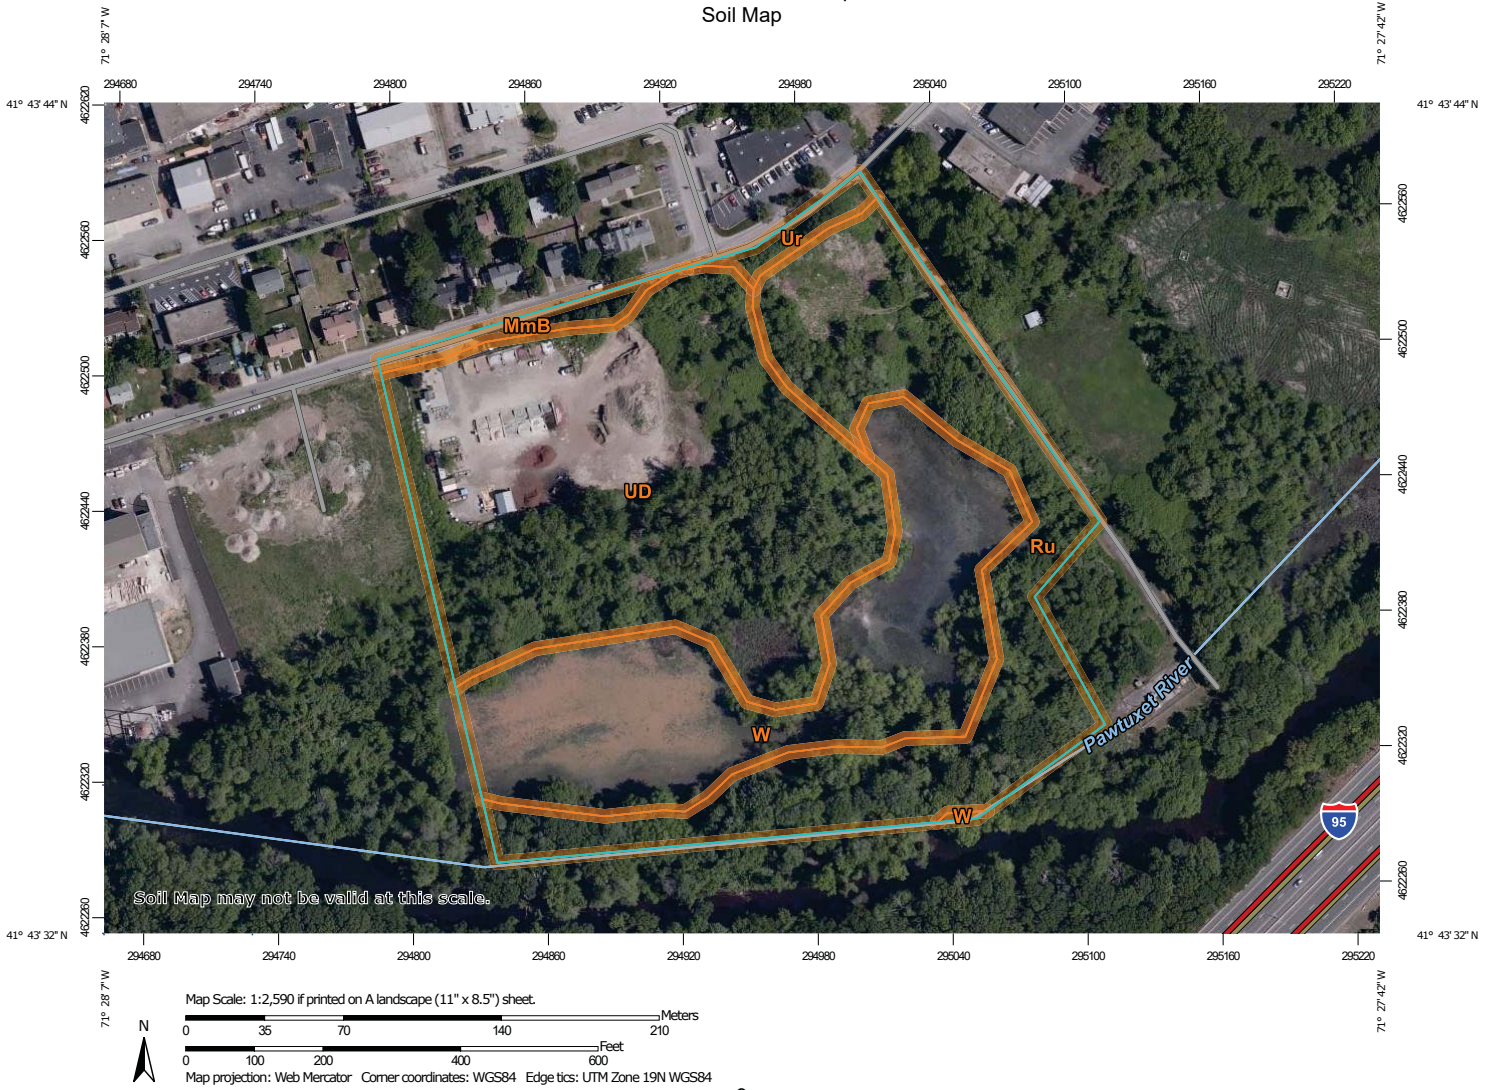 Soil Map
71° 28' 7'' W
71° 27' 42'' W
294680 294740 294800 294860 294920 294980 295040 295100 295160 295220
41° 43' 44'' N
41° 43' 44'' N
4622620
4622560
4622560
Ur
4622500
4622500
MmB
4622440
4622440
UD
Ru
4622380
4622380
Pawtuxet River
W
4622320
4622320
W
95
4622260
4622260
Soil Map may not be valid at this scale.
41° 43' 32'' N
41° 43' 32'' N
294680 294740 294800 294860 294920 294980 295040 295100 295160 295220
71° 28' 7'' W
71° 27' 42'' W
Map Scale: 1:2,590 if printed on A landscape (11" x 8.5") sheet.
Meters
0 35 70 140 210
N
Feet
0 100 200 400 600
Map projection: Web Mercator Corner coordinates: WGS84 Edge tics: UTM Zone 19N WGS84